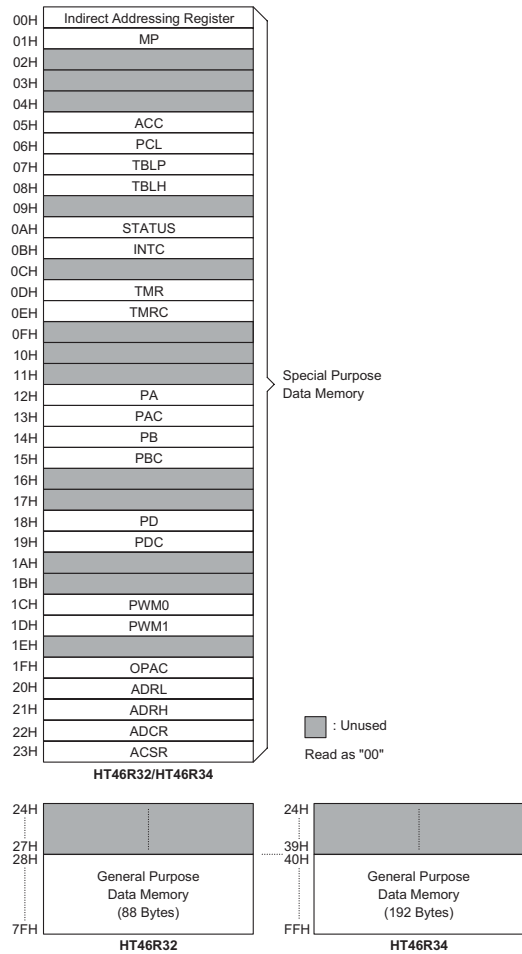 00H Indirect Addressing Register
01H MP
02H
03H
04H
05H ACC
06H PCL
07H TBLP
08H TBLH
09H
0AH STATUS
0BH INTC
0CH
0DH TMR
0EH TMRC
0FH
10H
11H
Special Purpose
12H PA
Data Memory
13H PAC
14H PB
15H PBC
16H
17H
18H PD
19H PDC
1AH
1BH
1CH PWM0
1DH PWM1
1EH
1FH OPAC
20H ADRL
21H ADRH
22H ADCR
23H ACSR
: Unused
Read as "00"
HT46R32/HT46R34
24H
27H
28H
General Purpose
Data Memory
(88 Bytes)
7FH
HT46R32
24H
39H
40H
General Purpose
Data Memory
(192 Bytes)
FFH
HT46R34